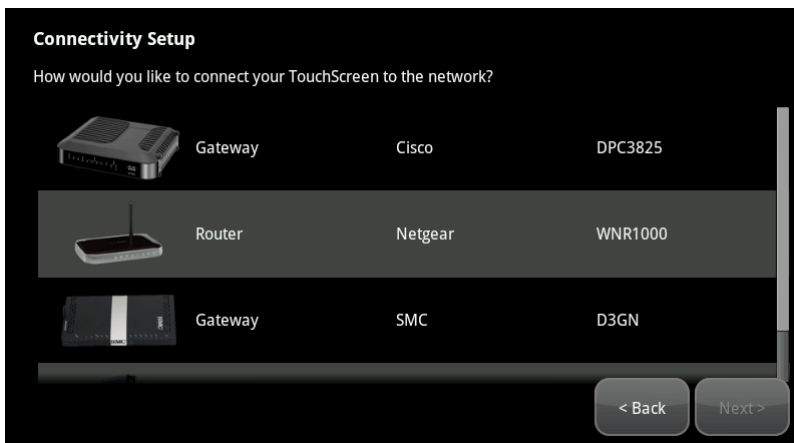 Connectivity Setup
How would you like to connect your TouchScreen to the network?
Gateway Cisco DPC3825
Router Netgear WNR1000
Gateway SMC D3GN
SMC
< Back Next >